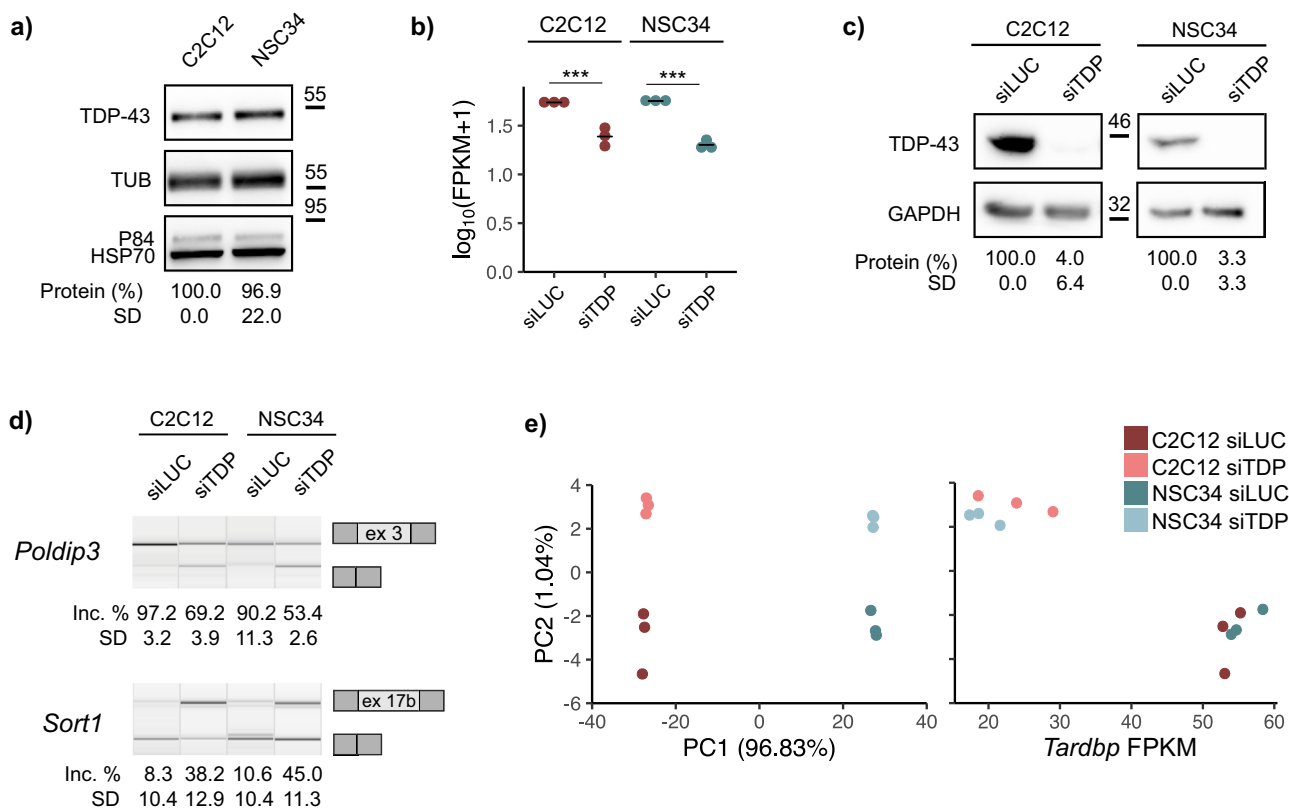 a)
C2C12 NSC34
TDP-43
55
TUB
55
95
P84
HSP70
Protein (%) 100.0 96.9
SD 0.0 22.0
b)
C2C12 NSC34
*** ***
log10(FPKM+1)
1.5
1.0
0.5
0.0
siLUC siTDP siLUC siTDP
c)
C2C12 NSC34
siLUC siTDP siLUC siTDP
TDP-43
46
GAPDH
32
Protein (%) 100.0 4.0 100.0 3.3
SD 0.0 6.4 0.0 3.3
d)
C2C12 NSC34
siLUC siTDP siLUC siTDP
Poldip3
ex 3
Inc. % 97.2 69.2 90.2 53.4
SD 3.2 3.9 11.3 2.6
Sort1
ex 17b
Inc. % 8.3 38.2 10.6 45.0
SD 10.4 12.9 10.4 11.3
e)
C2C12 siLUC
C2C12 siTDP
NSC34 siLUC
NSC34 siTDP
PC2 (1.04%)
4
2
0
-2
-4
-6
-40 -20 0 20 40
PC1 (96.83%)
20 30 40 50 60
Tardbp FPKM